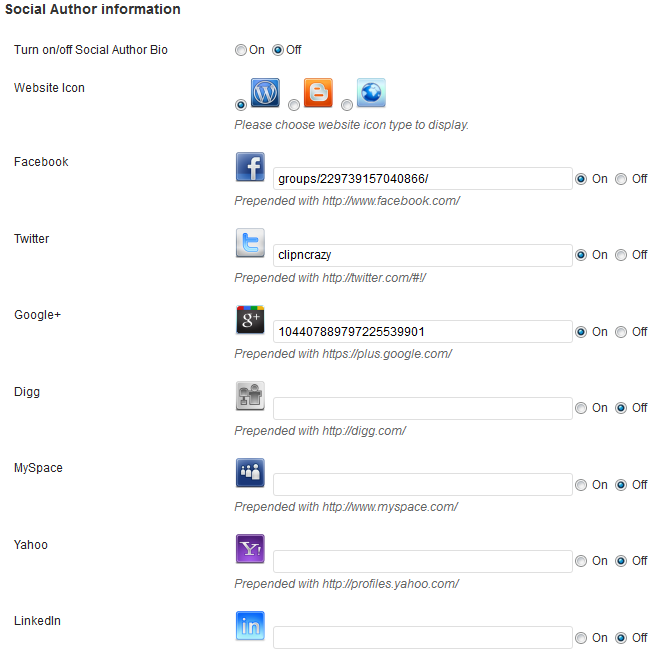 Social Author information
Turn on/off Social Author Bio On Off
Website Icon
Please choose website icon type to display.
Facebook groups/229739157040866/ On Off
Prepended with http://www.facebook.com/
Twitter clipncrazy On Off
Prepended with http://twitter.com/#!/
Google+ g+ 104407889797225539901 On Off
Prepended with https://plus.google.com/
Digg On Off
Prepended with http://digg.com/
MySpace On Off
Prepended with http://www.myspace.com/
Yahoo Y! On Off
Prepended with http://profiles.yahoo.com/
LinkedIn in On Off